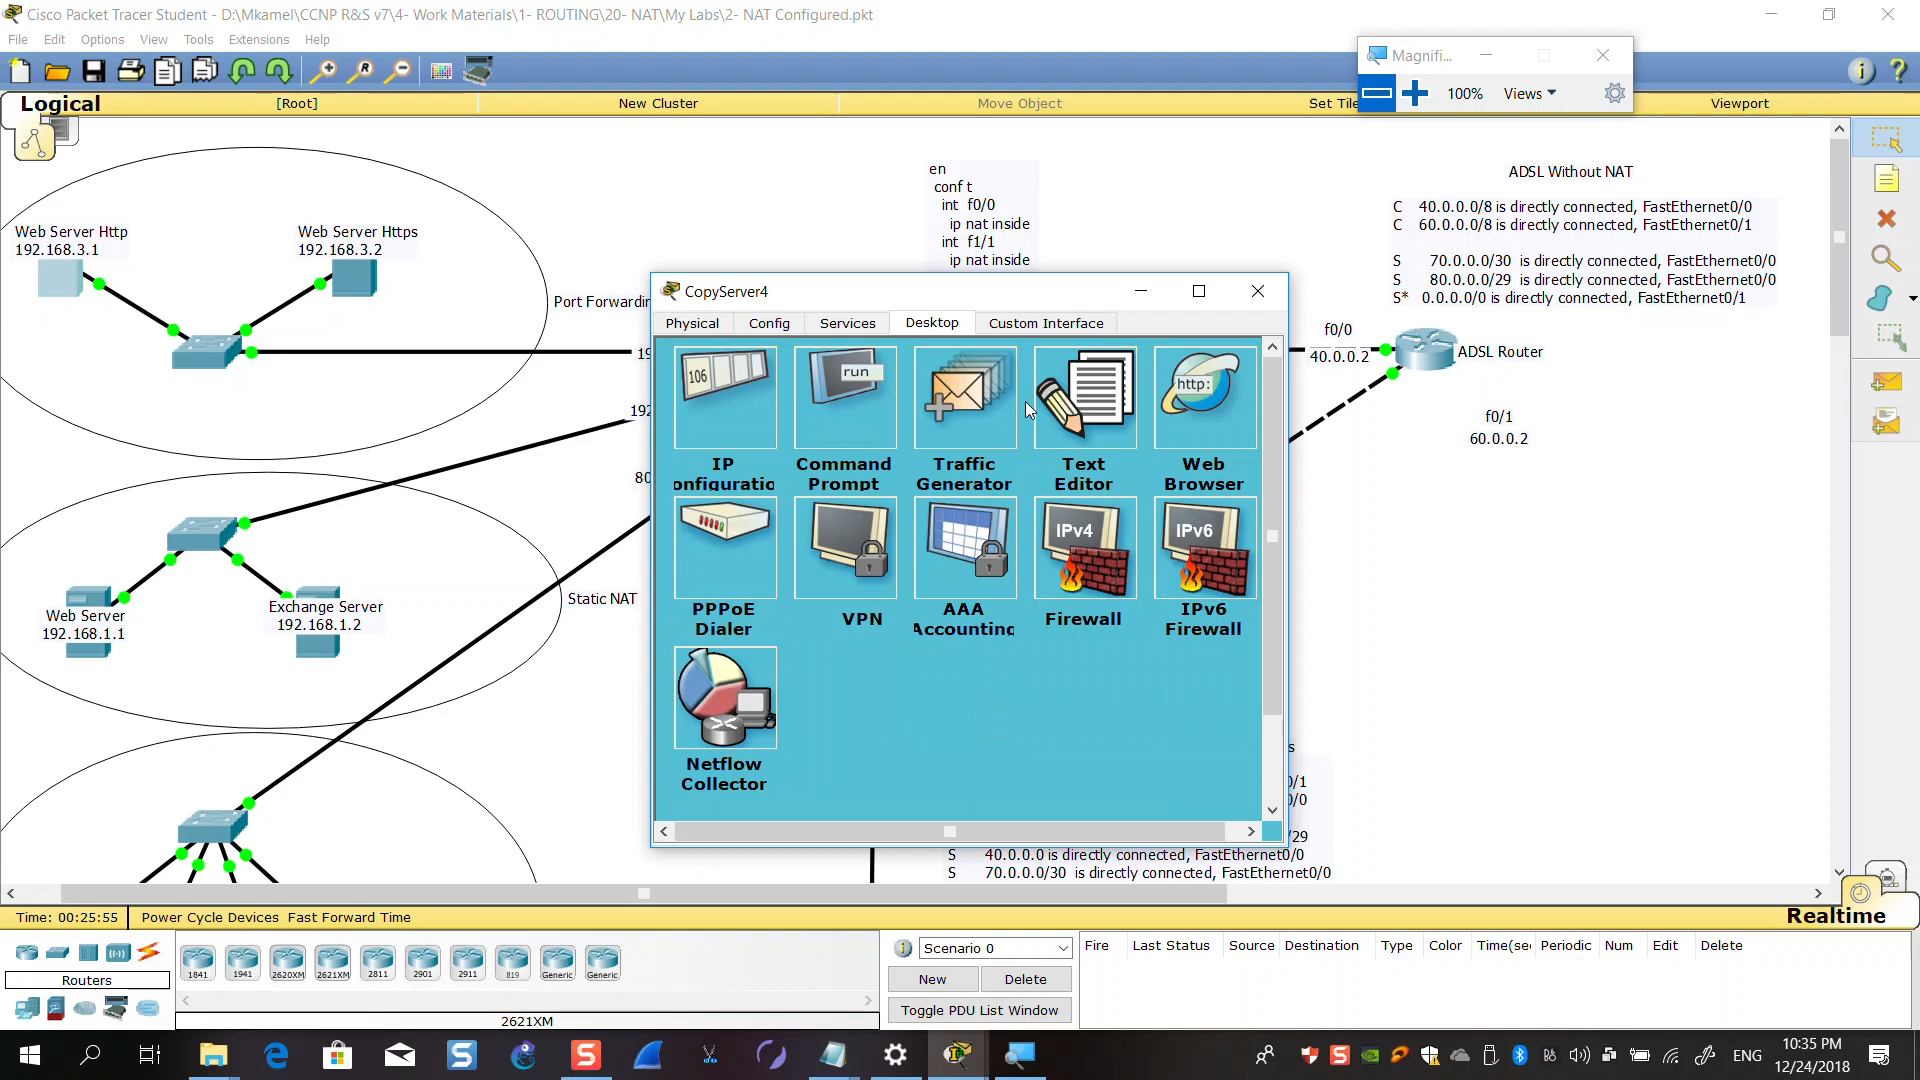 Cisco Packet Tracer Student - D:\Mkamel\CCNP R&S v7\4- Work Materials\1- ROUTING\20- NAT\My Labs\2- NAT Configured.pkt
File Edit Options View Tools Extensions Help
Magnifi...
100% Views
Logical
[Root]
New Cluster
Move Object
Set Tile
Viewport
Web Server Http
192.168.3.1
Web Server Https
192.168.3.2
Port Forwardin
en
conf t
int f0/0
ip nat inside
int f1/1
ip nat inside
ADSL Without NAT
C 40.0.0.0/8 is directly connected, FastEthernet0/0
C 60.0.0.0/8 is directly connected, FastEthernet0/1
S 70.0.0.0/30 is directly connected, FastEthernet0/0
S 80.0.0.0/29 is directly connected, FastEthernet0/0
S* 0.0.0.0/0 is directly connected, FastEthernet0/1
f0/0
40.0.0.2
ADSL Router
f0/1
60.0.0.2
19
192
80
Web Server
192.168.1.1
Exchange Server
192.168.1.2
Static NAT
CopyServer4
Physical Config Services Desktop Custom Interface
106
run
http:
IP
onfiguratio
Command
Prompt
Traffic
Generator
Text
Editor
Web
Browser
IPv4
IPv6
PPPoE
Dialer
VPN
AAA
Accounting
Firewall
IPv6
Firewall
Netflow
Collector
s
0/1
0/0
/29
S 40.0.0.0 is directly connected, FastEthernet0/0
S 70.0.0.0/30 is directly connected, FastEthernet0/0
Time: 00:25:55 Power Cycle Devices Fast Forward Time
Realtime
Routers
1841 1941 2620XM 2621XM 2811 2901 2911 819 Generic Generic
2621XM
Scenario 0
New Delete
Toggle PDU List Window
Fire Last Status Source Destination Type Color Time(sec Periodic Num Edit Delete
ENG
10:35 PM
12/24/2018